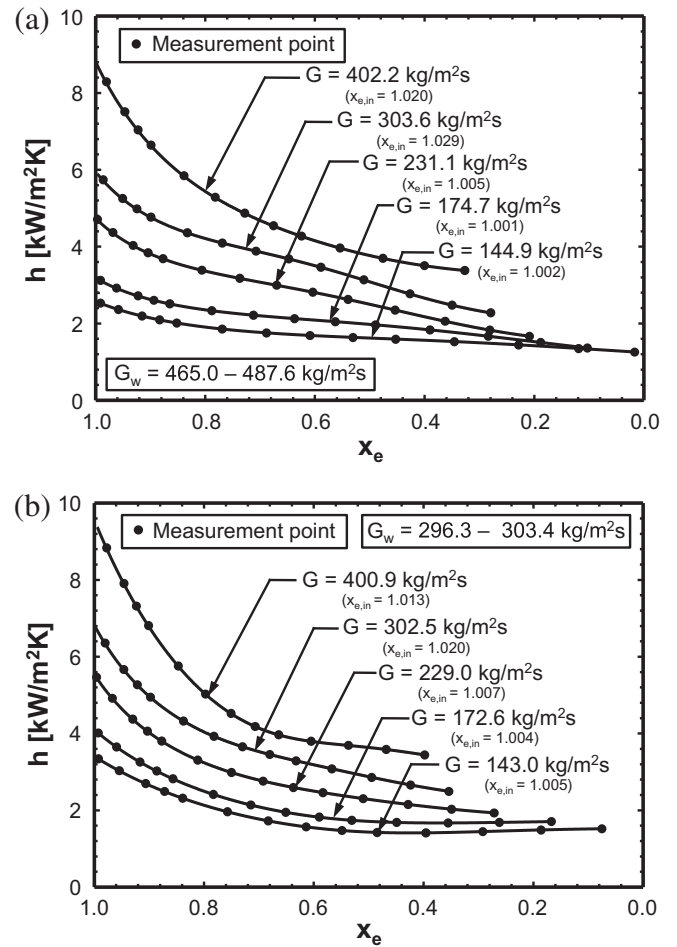 (a)
10
8
6
4
2
0
h [kW/m²K]
Measurement point
G = 402.2 kg/m²s
(xe,in = 1.020)
G = 303.6 kg/m²s
(xe,in = 1.029)
G = 231.1 kg/m²s
(xe,in = 1.005)
G = 174.7 kg/m²s
(xe,in = 1.001)
G = 144.9 kg/m²s
(xe,in = 1.002)
Gw = 465.0 – 487.6 kg/m²s
1.0 0.8 0.6 0.4 0.2 0.0
xe
(b)
10
8
6
4
2
0
h [kW/m²K]
Measurement point
Gw = 296.3 – 303.4 kg/m²s
G = 400.9 kg/m²s
(xe,in = 1.013)
G = 302.5 kg/m²s
(xe,in = 1.020)
G = 229.0 kg/m²s
(xe,in = 1.007)
G = 172.6 kg/m²s
(xe,in = 1.004)
G = 143.0 kg/m²s
(xe,in = 1.005)
1.0 0.8 0.6 0.4 0.2 0.0
xe